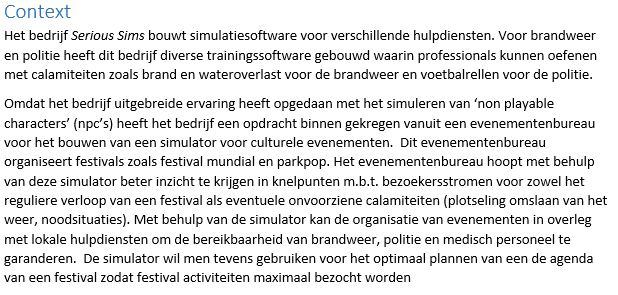 Context
Het bedrijf Serious Sims bouwt simulatiesoftware voor verschillende hulpdiensten. Voor brandweer
en politie heeft dit bedrijf diverse trainingssoftware gebouwd waarin professionals kunnen oefenen
met calamiteiten zoals brand en wateroverlast voor de brandweer en voetbalrellen voor de politie.
Omdat het bedrijf uitgebreide ervaring heeft opgedaan met het simuleren van ‘non playable
characters’ (npc’s) heeft het bedrijf een opdracht binnen gekregen vanuit een evenementenbureau
voor het bouwen van een simulator voor culturele evenementen.  Dit evenementenbureau
organiseert festivals zoals festival mundial en parkpop. Het evenementenbureau hoopt met behulp
van deze simulator beter inzicht te krijgen in knelpunten m.b.t. bezoekersstromen voor zowel het
reguliere verloop van een festival als eventuele onvoorziene calamiteiten (plotseling omslaan van het
weer, noodsituaties). Met behulp van de simulator kan de organisatie van evenementen in overleg
met lokale hulpdiensten om de bereikbaarheid van brandweer, politie en medisch personeel te
garanderen.  De simulator wil men tevens gebruiken voor het optimaal plannen van een de agenda
van een festival zodat festival activiteiten maximaal bezocht worden